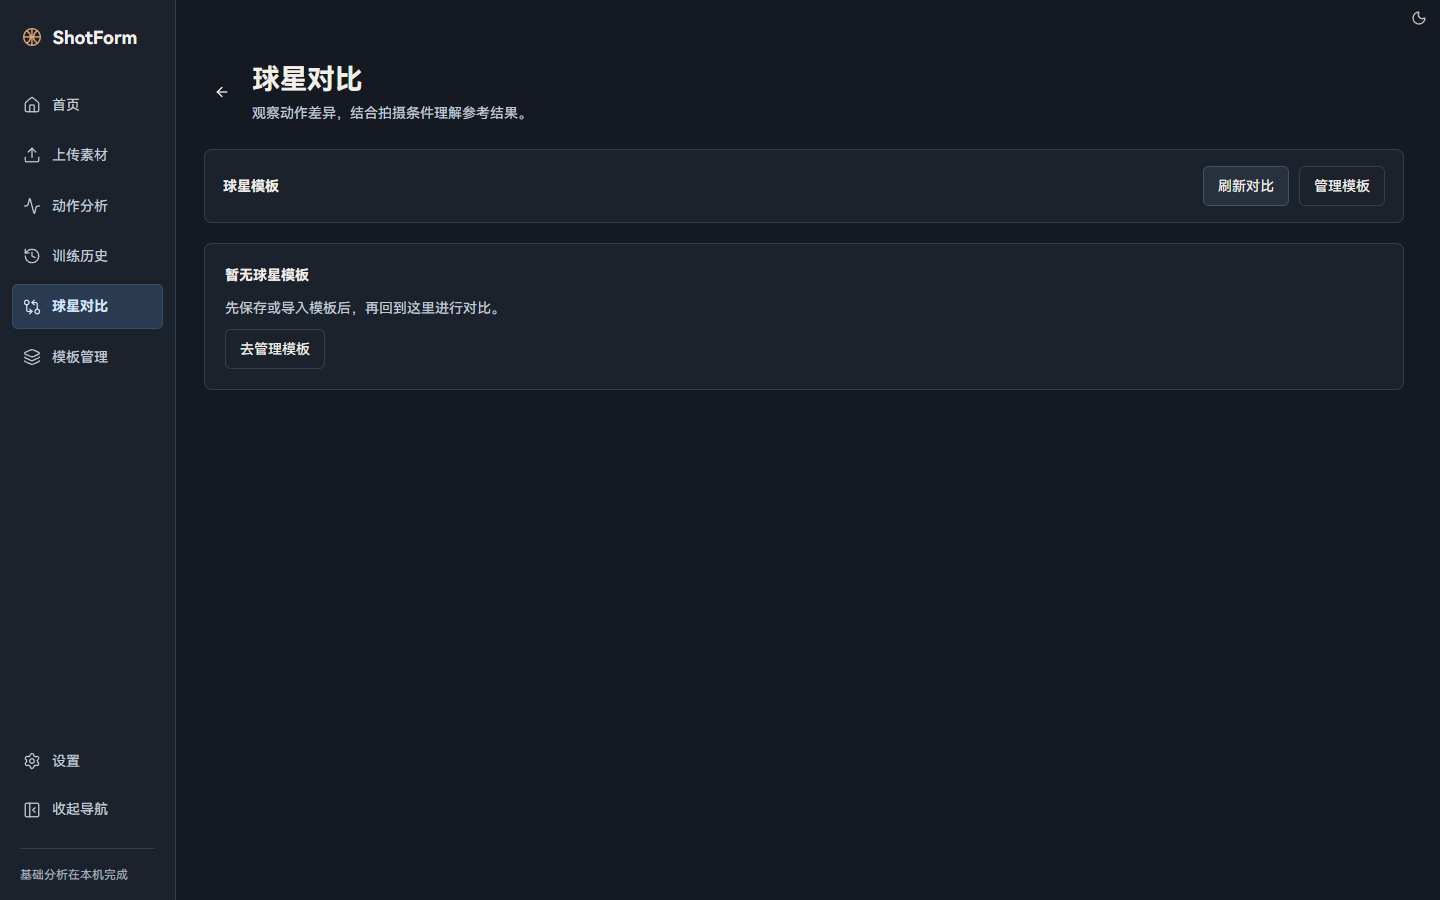 ShotForm
首页
上传素材
动作分析
训练历史
球星对比
模板管理
设置
收起导航
基础分析在本机完成
球星对比
观察动作差异，结合拍摄条件理解参考结果。
球星模板
刷新对比
管理模板
暂无球星模板
先保存或导入模板后，再回到这里进行对比。
去管理模板